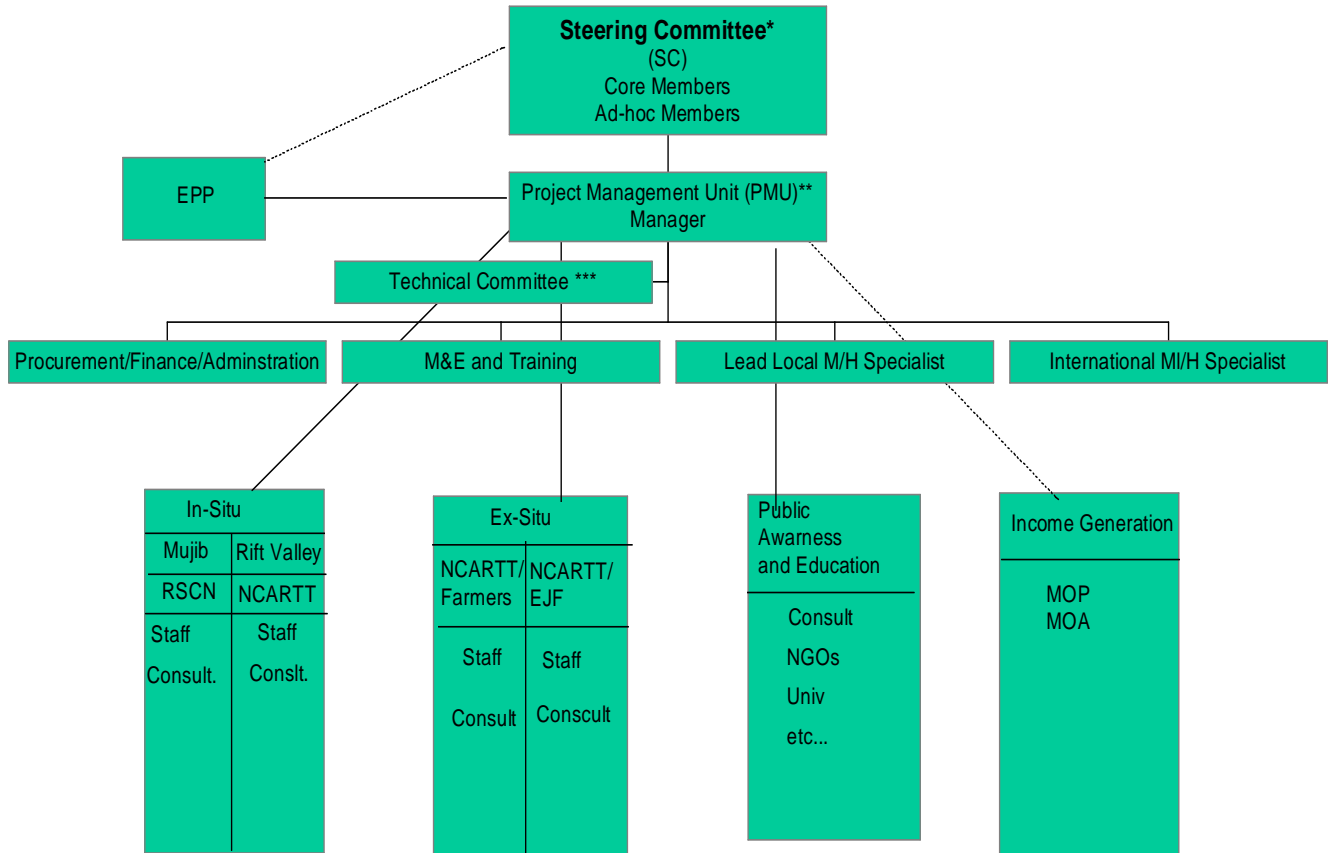 Steering Committee*
(SC)
Core Members
Ad-hoc Members
EPP
Project Management Unit (PMU)**
Manager
Technical Committee ***
Procurement/Finance/Adminstration
M&E and Training
Lead Local M/H Specialist
International MI/H Specialist
In-Situ
Mujib
Rift Valley
RSCN
NCARTT
Staff
Staff
Consult.
Conslt.
Ex-Situ
NCARTT/
Farmers
NCARTT/
EJF
Staff
Staff
Consult
Conscult
Public
Awarness
and Education
Consult
NGOs
Univ
etc...
Income Generation
MOP
MOA